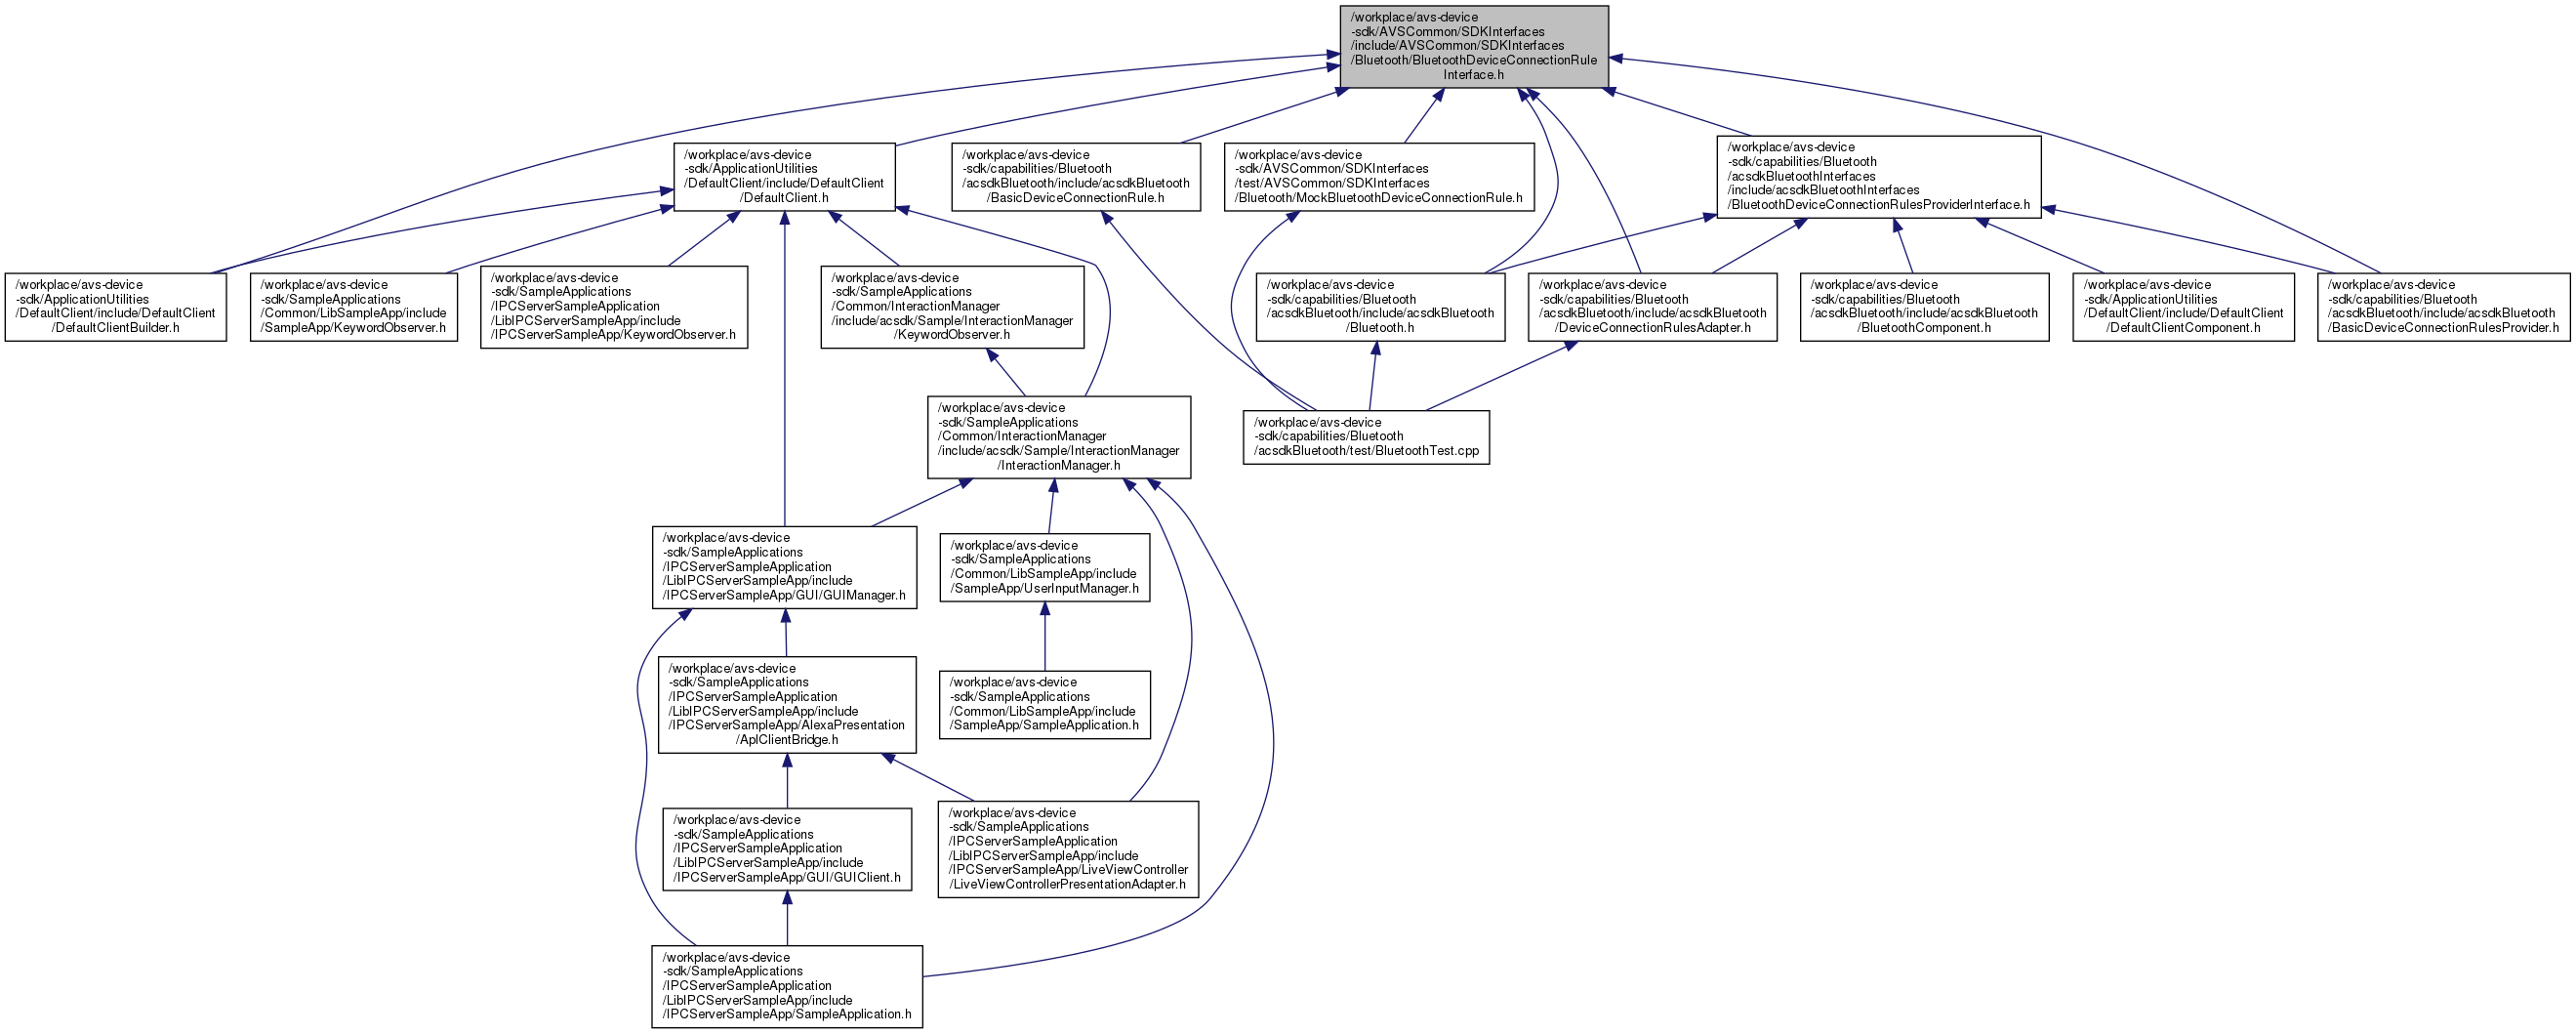 /workplace/avs-device
-sdk/AVSCommon/SDKInterfaces
/include/AVSCommon/SDKInterfaces
/Bluetooth/BluetoothDeviceConnectionRule
Interface.h
/workplace/avs-device
-sdk/ApplicationUtilities
/DefaultClient/include/DefaultClient
/DefaultClient.h
/workplace/avs-device
-sdk/capabilities/Bluetooth
/acsdkBluetooth/include/acsdkBluetooth
/BasicDeviceConnectionRule.h
/workplace/avs-device
-sdk/AVSCommon/SDKInterfaces
/test/AVSCommon/SDKInterfaces
/Bluetooth/MockBluetoothDeviceConnectionRule.h
/workplace/avs-device
-sdk/capabilities/Bluetooth
/acsdkBluetoothInterfaces
/include/acsdkBluetoothInterfaces
/BluetoothDeviceConnectionRulesProviderInterface.h
/workplace/avs-device
-sdk/ApplicationUtilities
/DefaultClient/include/DefaultClient
/DefaultClientBuilder.h
/workplace/avs-device
-sdk/SampleApplications
/Common/LibSampleApp/include
/SampleApp/KeywordObserver.h
/workplace/avs-device
-sdk/SampleApplications
/IPCServerSampleApplication
/LibIPCServerSampleApp/include
/IPCServerSampleApp/KeywordObserver.h
/workplace/avs-device
-sdk/SampleApplications
/Common/InteractionManager
/include/acsdk/Sample/InteractionManager
/KeywordObserver.h
/workplace/avs-device
-sdk/capabilities/Bluetooth
/acsdkBluetooth/include/acsdkBluetooth
/Bluetooth.h
/workplace/avs-device
-sdk/capabilities/Bluetooth
/acsdkBluetooth/include/acsdkBluetooth
/DeviceConnectionRulesAdapter.h
/workplace/avs-device
-sdk/capabilities/Bluetooth
/acsdkBluetooth/include/acsdkBluetooth
/BluetoothComponent.h
/workplace/avs-device
-sdk/ApplicationUtilities
/DefaultClient/include/DefaultClient
/DefaultClientComponent.h
/workplace/avs-device
-sdk/capabilities/Bluetooth
/acsdkBluetooth/include/acsdkBluetooth
/BasicDeviceConnectionRulesProvider.h
/workplace/avs-device
-sdk/SampleApplications
/Common/InteractionManager
/include/acsdk/Sample/InteractionManager
/InteractionManager.h
/workplace/avs-device
-sdk/capabilities/Bluetooth
/acsdkBluetooth/test/BluetoothTest.cpp
/workplace/avs-device
-sdk/SampleApplications
/IPCServerSampleApplication
/LibIPCServerSampleApp/include
/IPCServerSampleApp/GUI/GUIManager.h
/workplace/avs-device
-sdk/SampleApplications
/Common/LibSampleApp/include
/SampleApp/UserInputManager.h
/workplace/avs-device
-sdk/SampleApplications
/IPCServerSampleApplication
/LibIPCServerSampleApp/include
/IPCServerSampleApp/AlexaPresentation
/AplClientBridge.h
/workplace/avs-device
-sdk/SampleApplications
/Common/LibSampleApp/include
/SampleApp/SampleApplication.h
/workplace/avs-device
-sdk/SampleApplications
/IPCServerSampleApplication
/LibIPCServerSampleApp/include
/IPCServerSampleApp/GUI/GUIClient.h
/workplace/avs-device
-sdk/SampleApplications
/IPCServerSampleApplication
/LibIPCServerSampleApp/include
/IPCServerSampleApp/LiveViewController
/LiveViewControllerPresentationAdapter.h
/workplace/avs-device
-sdk/SampleApplications
/IPCServerSampleApplication
/LibIPCServerSampleApp/include
/IPCServerSampleApp/SampleApplication.h